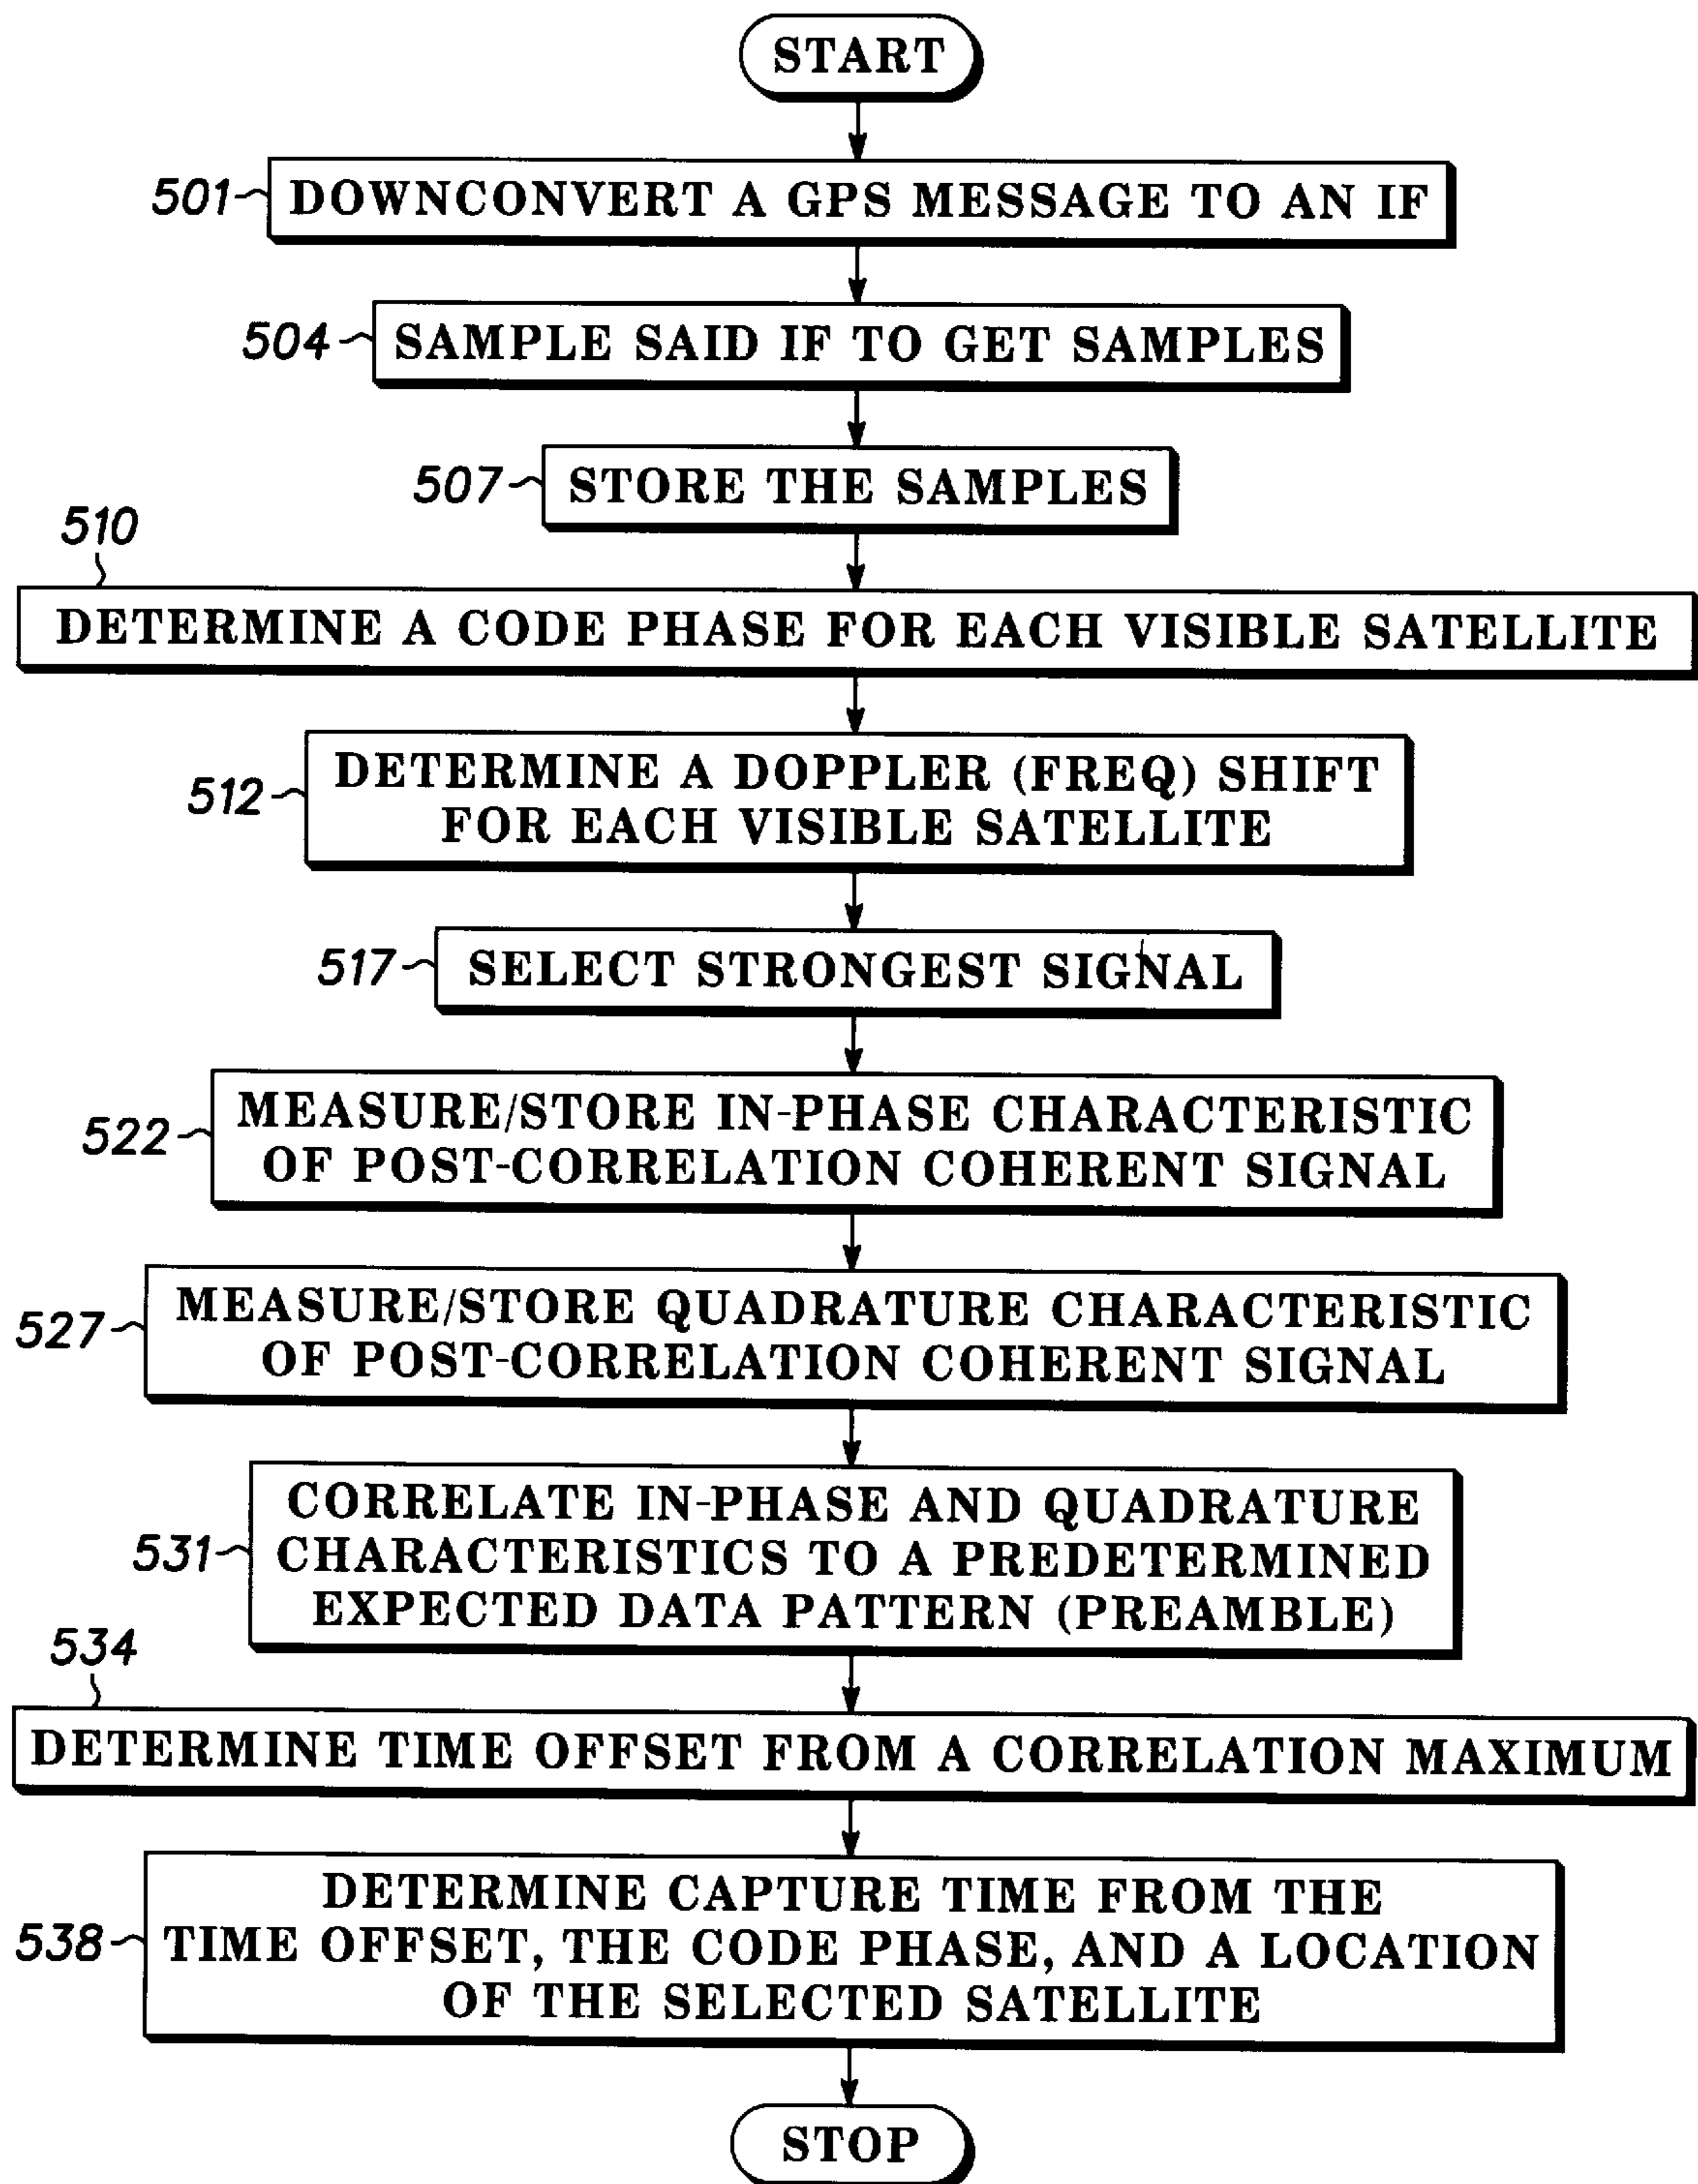 START
501
DOWNCONVERT A GPS MESSAGE TO AN IF
504
SAMPLE SAID IF TO GET SAMPLES
507
STORE THE SAMPLES
510
DETERMINE A CODE PHASE FOR EACH VISIBLE SATELLITE
512
DETERMINE A DOPPLER (FREQ) SHIFT
FOR EACH VISIBLE SATELLITE
517
SELECT STRONGEST SIGNAL
522
MEASURE/STORE IN-PHASE CHARACTERISTIC
OF POST-CORRELATION COHERENT SIGNAL
527
MEASURE/STORE QUADRATURE CHARACTERISTIC
OF POST-CORRELATION COHERENT SIGNAL
531
CORRELATE IN-PHASE AND QUADRATURE
CHARACTERISTICS TO A PREDETERMINED
EXPECTED DATA PATTERN (PREAMBLE)
534
DETERMINE TIME OFFSET FROM A CORRELATION MAXIMUM
538
DETERMINE CAPTURE TIME FROM THE
TIME OFFSET, THE CODE PHASE, AND A LOCATION
OF THE SELECTED SATELLITE
STOP